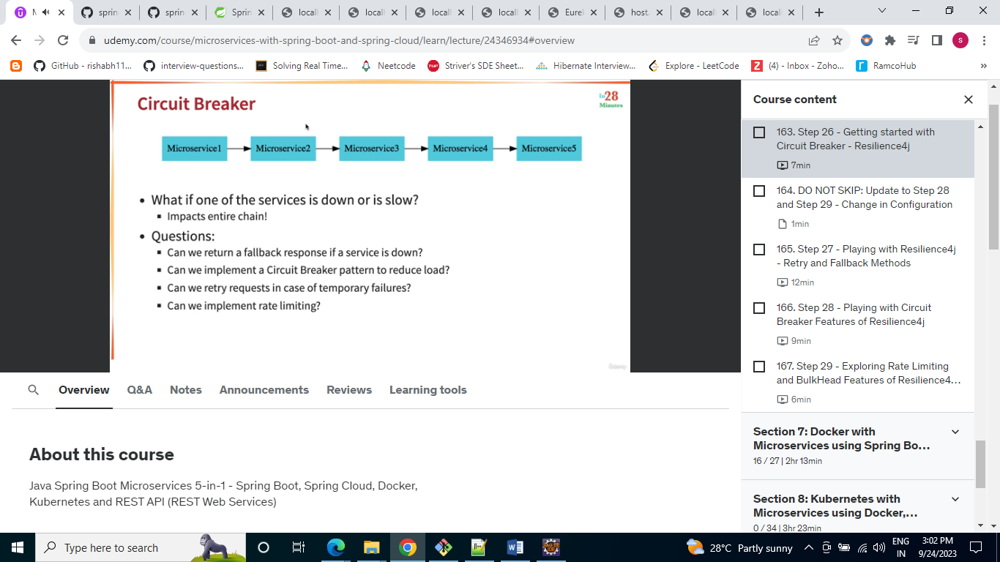 M
sprin
sprin
Sprin
locall
locall
locall
locall
Eurel
host.
locall
locall
udemy.com/course/microservices-with-spring-boot-and-spring-cloud/learn/lecture/24346934#overview
s
GitHub - rishabh11...
interview-questions...
Solving Real Time...
Neetcode
Striver's SDE Sheet...
Hibernate Interview...
Explore - LeetCode
(4) - Inbox - Zoho...
RamcoHub
»
Circuit Breaker
In28
Minutes
Microservice1
Microservice2
Microservice3
Microservice4
Microservice5
What if one of the services is down or is slow?
Impacts entire chain!
Questions:
Can we return a fallback response if a service is down?
Can we implement a Circuit Breaker pattern to reduce load?
Can we retry requests in case of temporary failures?
Can we implement rate limiting?
Udemy
Course content
163. Step 26 - Getting started with
Circuit Breaker - Resilience4j
7min
164. DO NOT SKIP: Update to Step 28
and Step 29 - Change in Configuration
1min
165. Step 27 - Playing with Resilience4j
- Retry and Fallback Methods
12min
166. Step 28 - Playing with Circuit
Breaker Features of Resilience4j
9min
167. Step 29 - Exploring Rate Limiting
and BulkHead Features of Resilience4...
6min
Section 7: Docker with
Microservices using Spring Bo...
16 / 27 | 2hr 13min
Section 8: Kubernetes with
Microservices using Docker,...
0 / 34 | 3hr 23min
Overview
Q&A
Notes
Announcements
Reviews
Learning tools
About this course
Java Spring Boot Microservices 5-in-1 - Spring Boot, Spring Cloud, Docker,
Kubernetes and REST API (REST Web Services)
Type here to search
28°C Partly sunny
ENG
IN
3:02 PM
9/24/2023